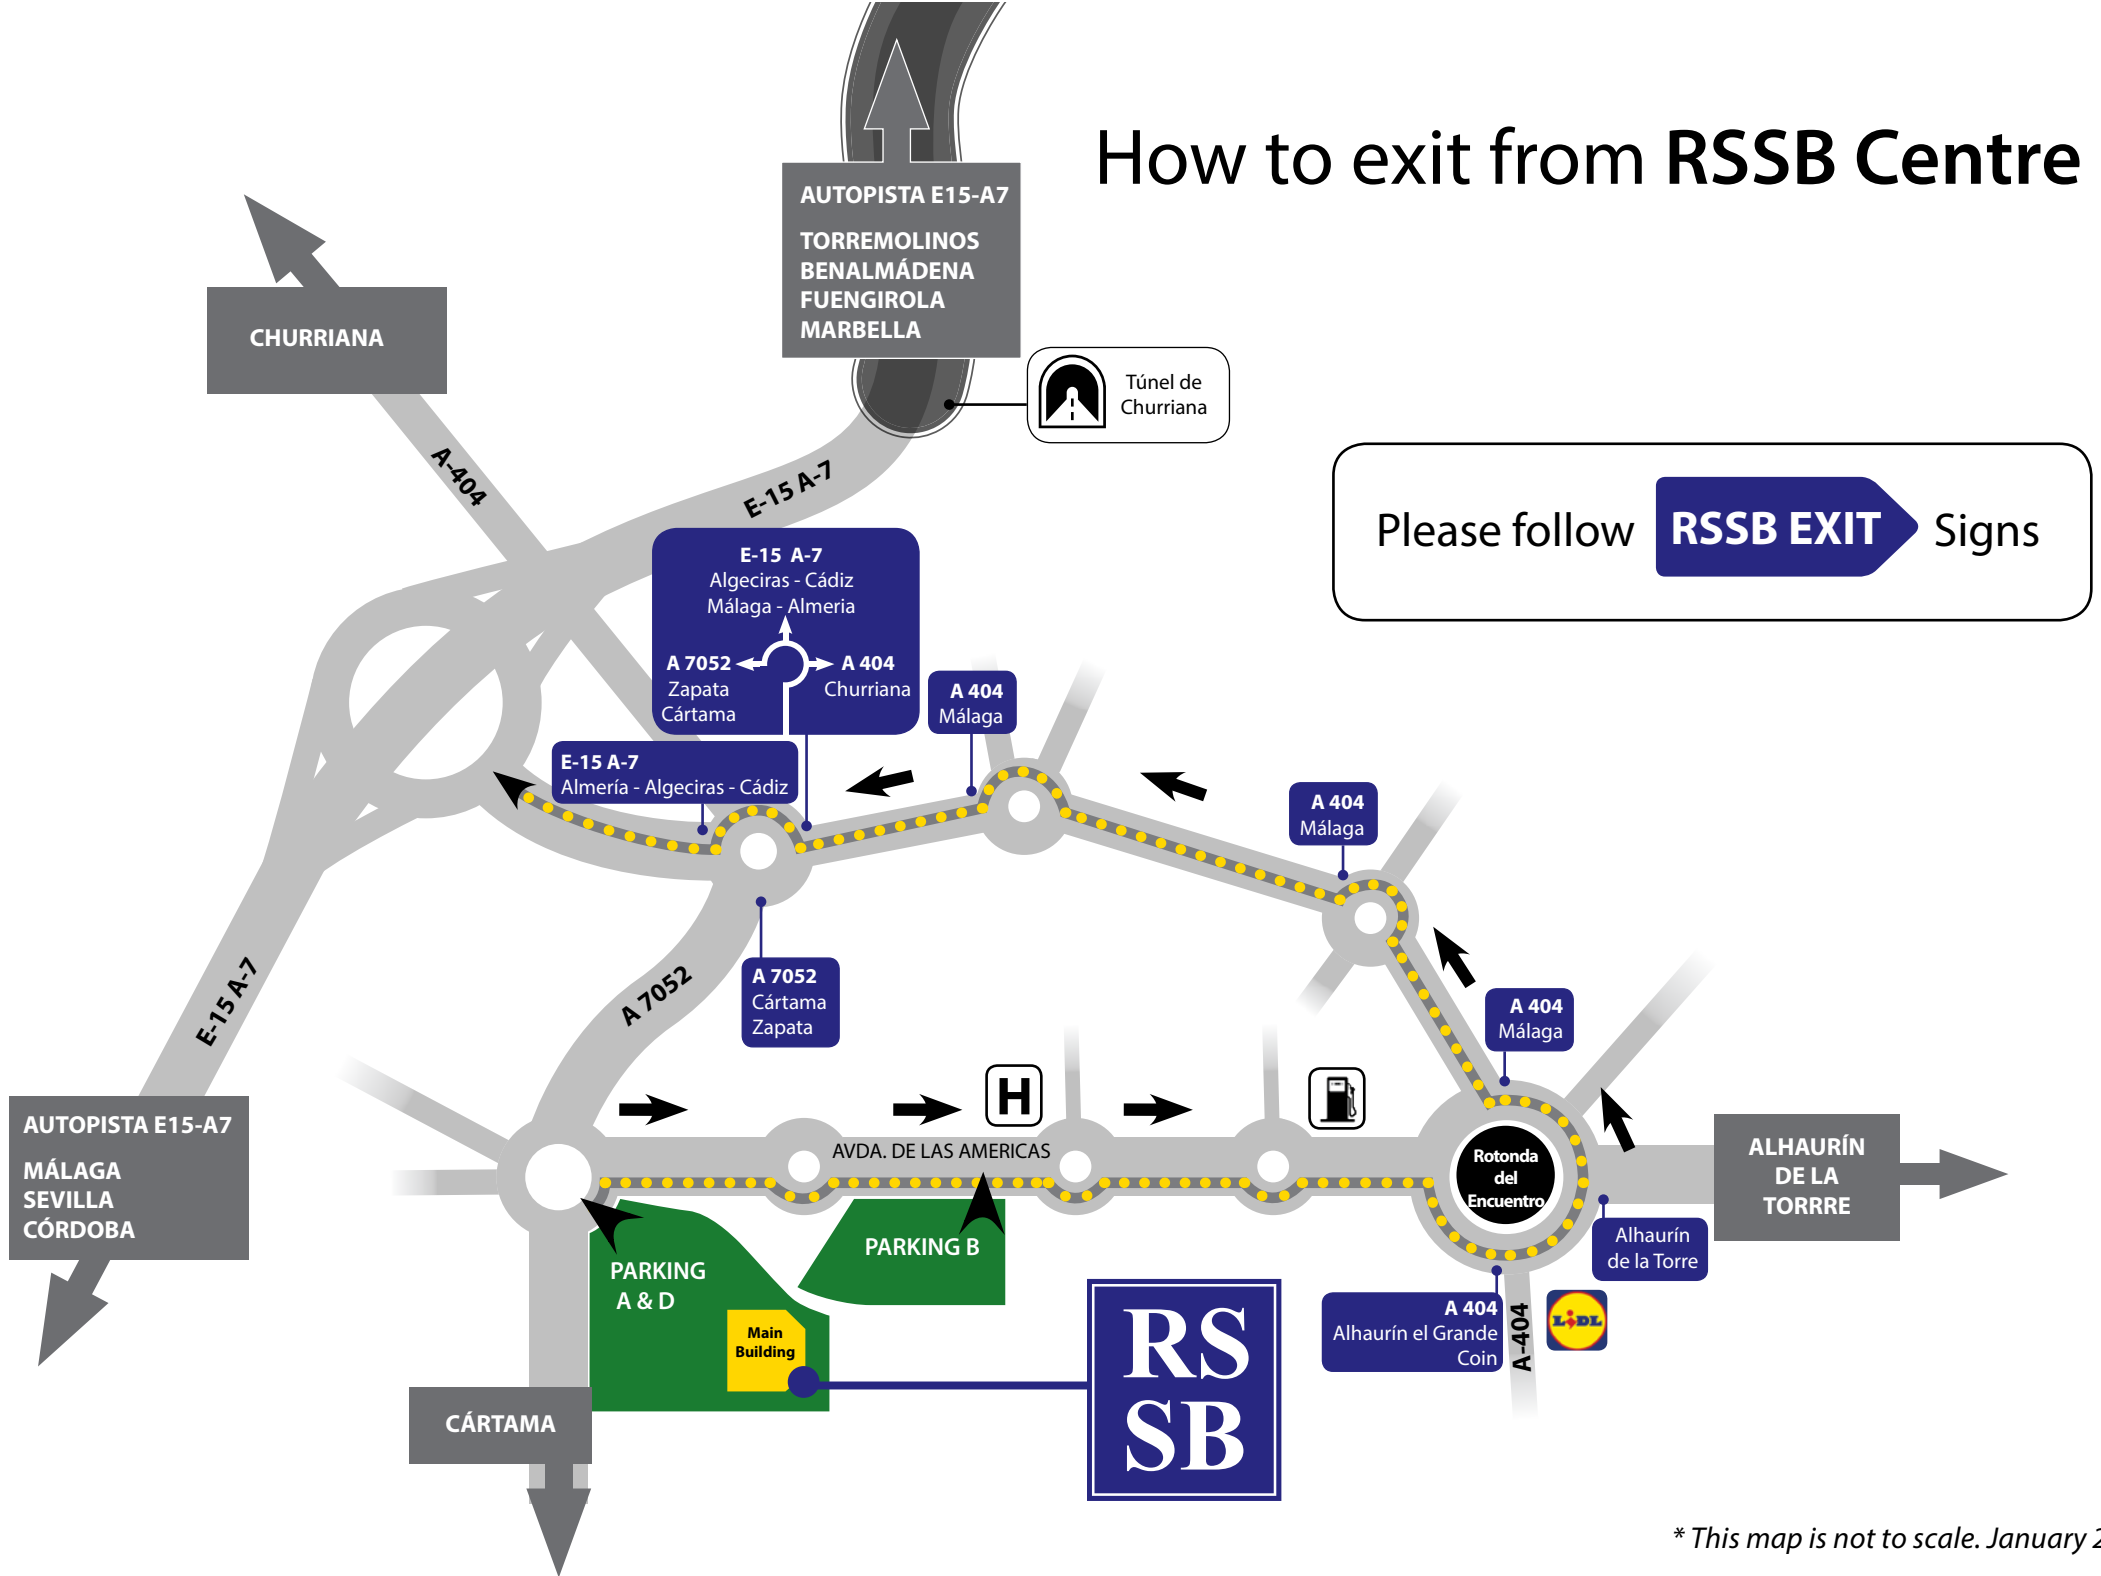 How to exit from RSSB Centre
AUTOPISTA E15-A7
TORREMOLINOS
BENALMÁDENA
FUENGIROLA
MARBELLA
CHURRIANA
Túnel de
Churriana
A-404
E-15 A-7
Please follow RSSB EXIT Signs
E-15 A-7
Algeciras - Cádiz
Málaga - Almeria
A 7052
Zapata
Cártama
A 404
Churriana
A 404
Málaga
E-15 A-7
Almería - Algeciras - Cádiz
A 404
Málaga
E-15 A-7
A 7052
A 7052
Cártama
Zapata
A 404
Málaga
H
AUTOPISTA E15-A7
MÁLAGA
SEVILLA
CÓRDOBA
AVDA. DE LAS AMERICAS
Rotonda
del
Encuentro
ALHAURÍN
DE LA
TORRRE
Alhaurín
de la Torre
PARKING B
PARKING
A & D
Main
Building
RS
SB
A 404
Alhaurín el Grande
Coin
A-404
LIDL
CÁRTAMA
* This map is not to scale. January 2